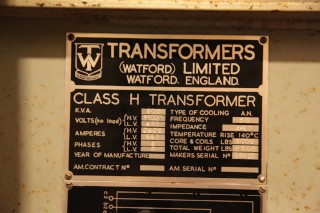 TW
TRANSFORMERS
(WATFORD) LIMITED
WATFORD. ENGLAND.
CLASS H TRANSFORMER
K.V.A. TYPE OF COOLING A.N.
VOLTS (no load) H.V. FREQUENCY
L.V. IMPEDANCE
AMPERES H.V. TEMPERATURE RISE 140°C
L.V. CORE & COILS LBS
PHASES H.V. TOTAL WEIGHT LBS
L.V.
YEAR OF MANUFACTURE MAKERS SERIAL Nº
AM.CONTRACT Nº AM SERIAL Nº